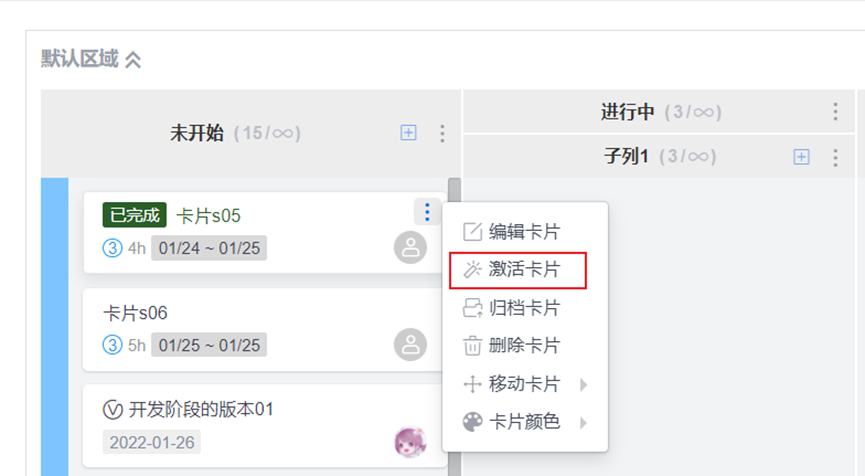 默认区域
未开始 (15/∞)
进行中 (3/∞)
子列1 (3/∞)
已完成 卡片s05
3 4h 01/24 ~ 01/25
卡片s06
3 5h 01/25 ~ 01/25
V 开发阶段的版本01
2022-01-26
编辑卡片
激活卡片
归档卡片
删除卡片
移动卡片
卡片颜色